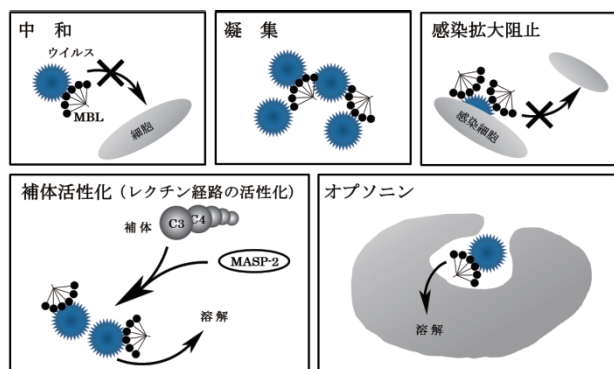 中和
ウイルス
MBL
細胞
凝集
感染拡大阻止
感染細胞
補体活性化（レクチン経路の活性化）
補体
C3
C4
MASP-2
溶解
オプソニン
溶解